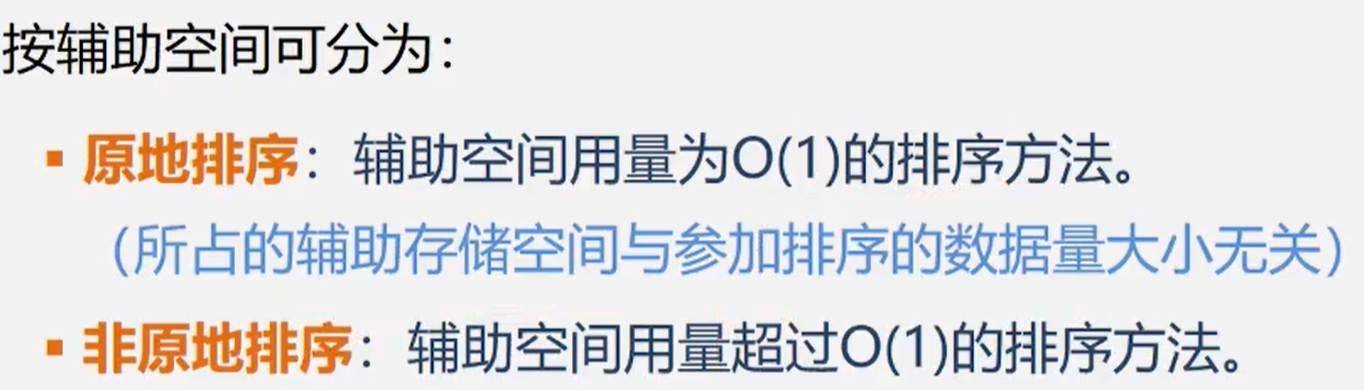 按辅助空间可分为：
▪ 原地排序：辅助空间用量为O(1)的排序方法。
（所占的辅助存储空间与参加排序的数据量大小无关）
▪ 非原地排序：辅助空间用量超过O(1)的排序方法。